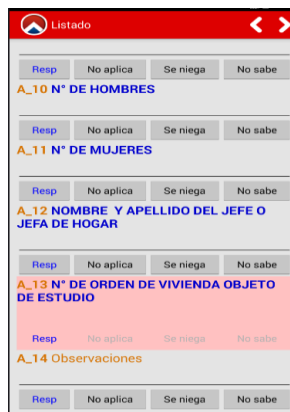 Listado
Resp No aplica Se niega No sabe
A_10 N° DE HOMBRES
Resp No aplica Se niega No sabe
A_11 N° DE MUJERES
Resp No aplica Se niega No sabe
A_12 NOMBRE Y APELLIDO DEL JEFE O
JEFA DE HOGAR
Resp No aplica Se niega No sabe
A_13 N° DE ORDEN DE VIVIENDA OBJETO
DE ESTUDIO
Resp No aplica Se niega No sabe
A_14 Observaciones
Resp No aplica Se niega No sabe